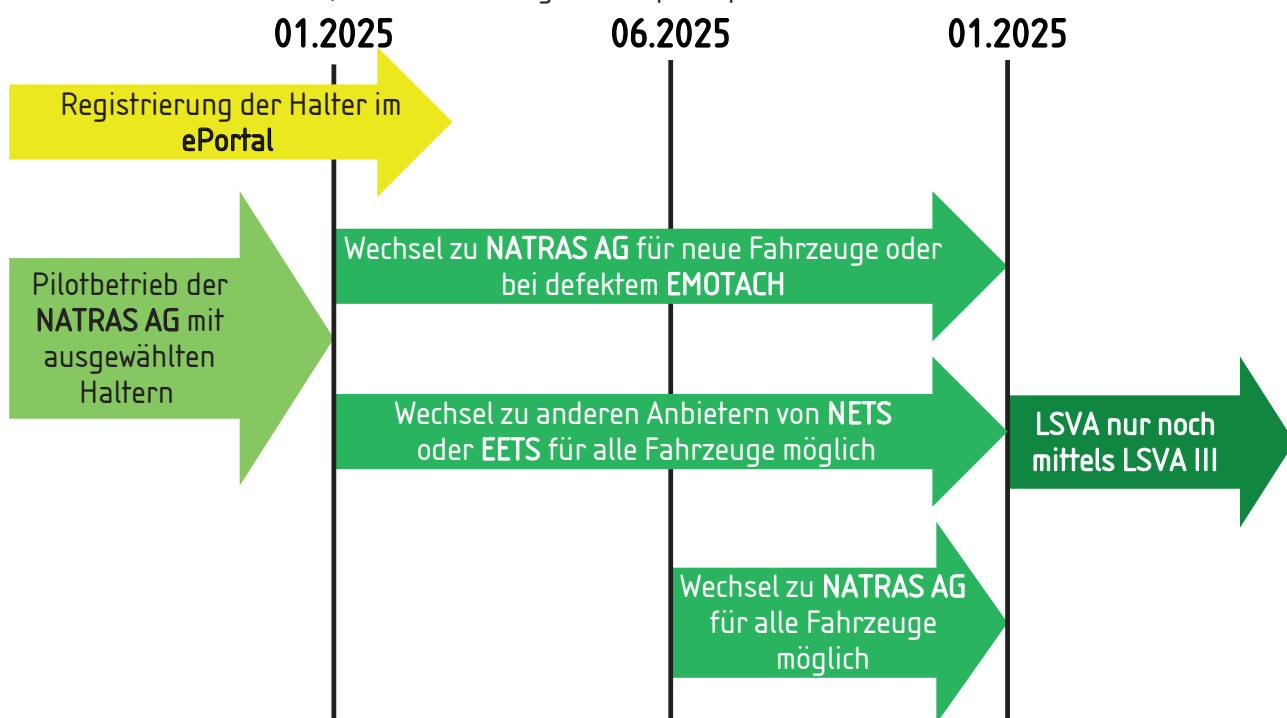 01.2025
06.2025
01.2025
Registrierung der Halter im
ePortal
Wechsel zu NATRAS AG für neue Fahrzeuge oder
bei defektem EMOTACH
Pilotbetrieb der
NATRAS AG mit
ausgewählten
Haltern
Wechsel zu anderen Anbietern von NETS
oder EETS für alle Fahrzeuge möglich
LSVA nur noch
mittels LSVA III
Wechsel zu NATRAS AG
für alle Fahrzeuge
möglich